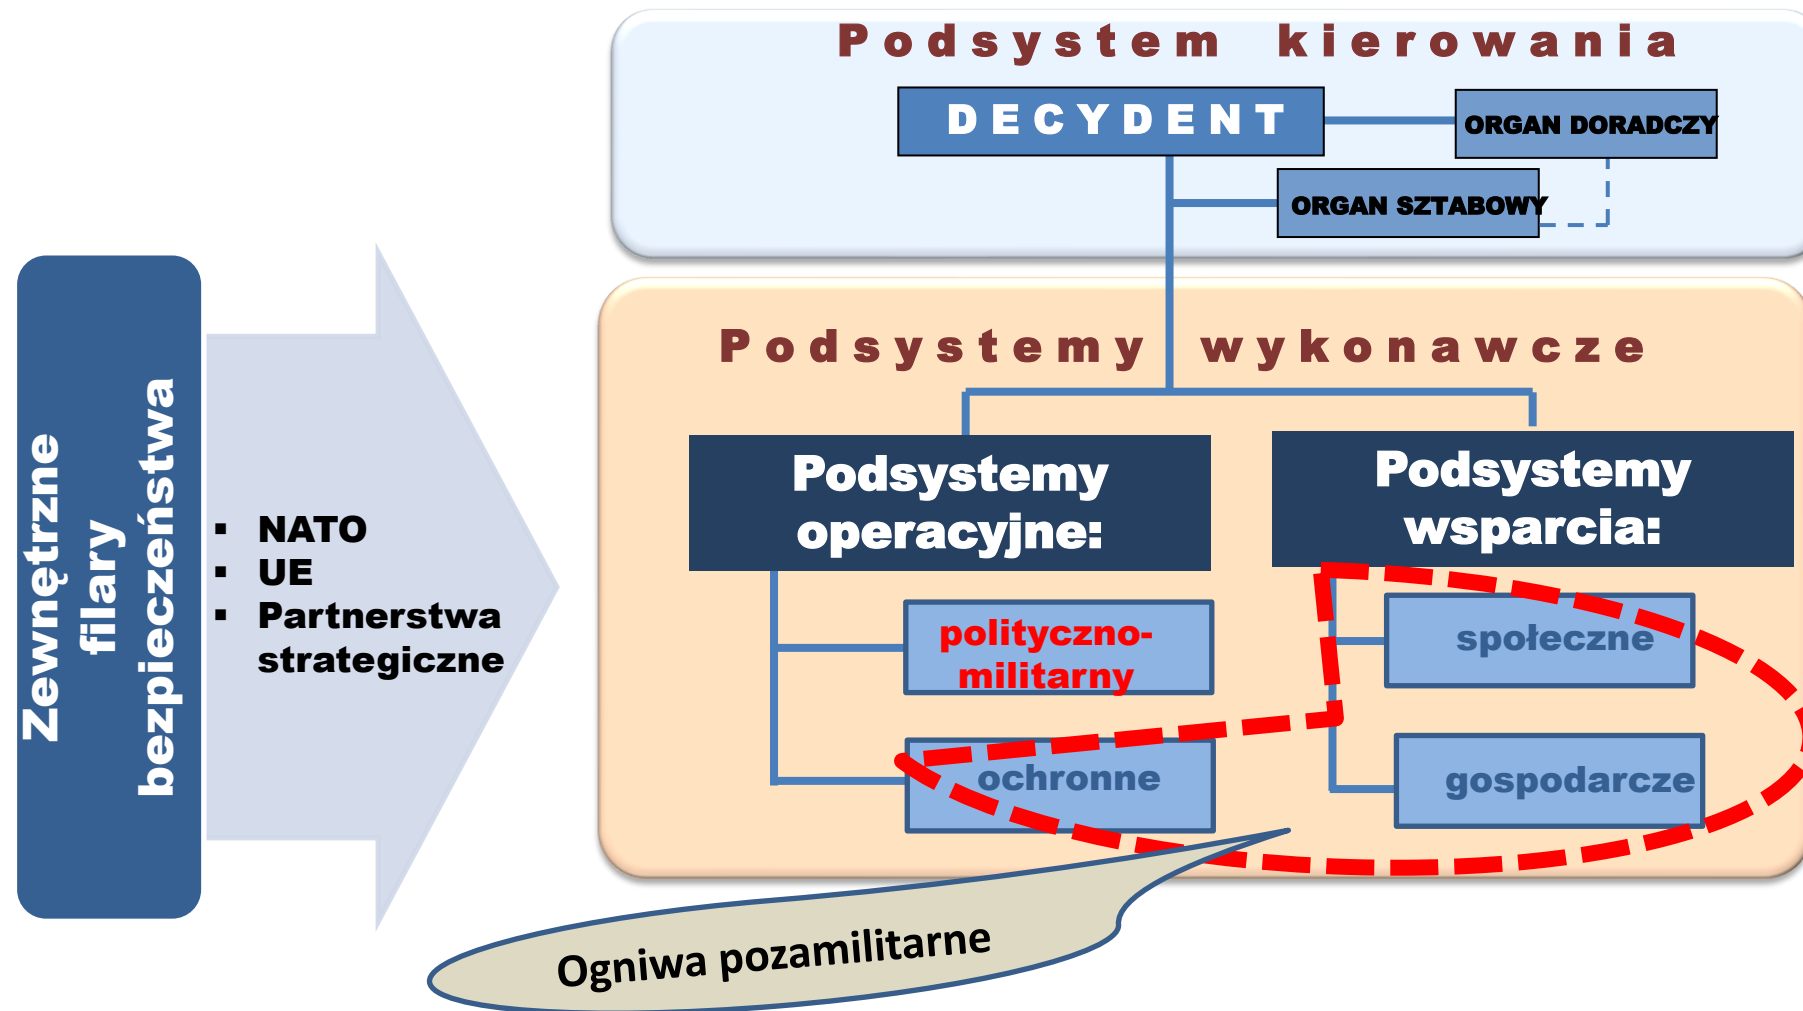 Podsystem kierowania
DECYDENT
ORGAN DORADCZY
ORGAN SZTABOWY
Zewnętrzne
filary
bezpieczeństwa
▪ NATO
▪ UE
▪ Partnerstwa
strategiczne
Podsystemy wykonawcze
Podsystemy
operacyjne:
polityczno-
militarny
ochronne
Podsystemy
wsparcia:
społeczne
gospodarcze
Ogniwa pozamilitarne